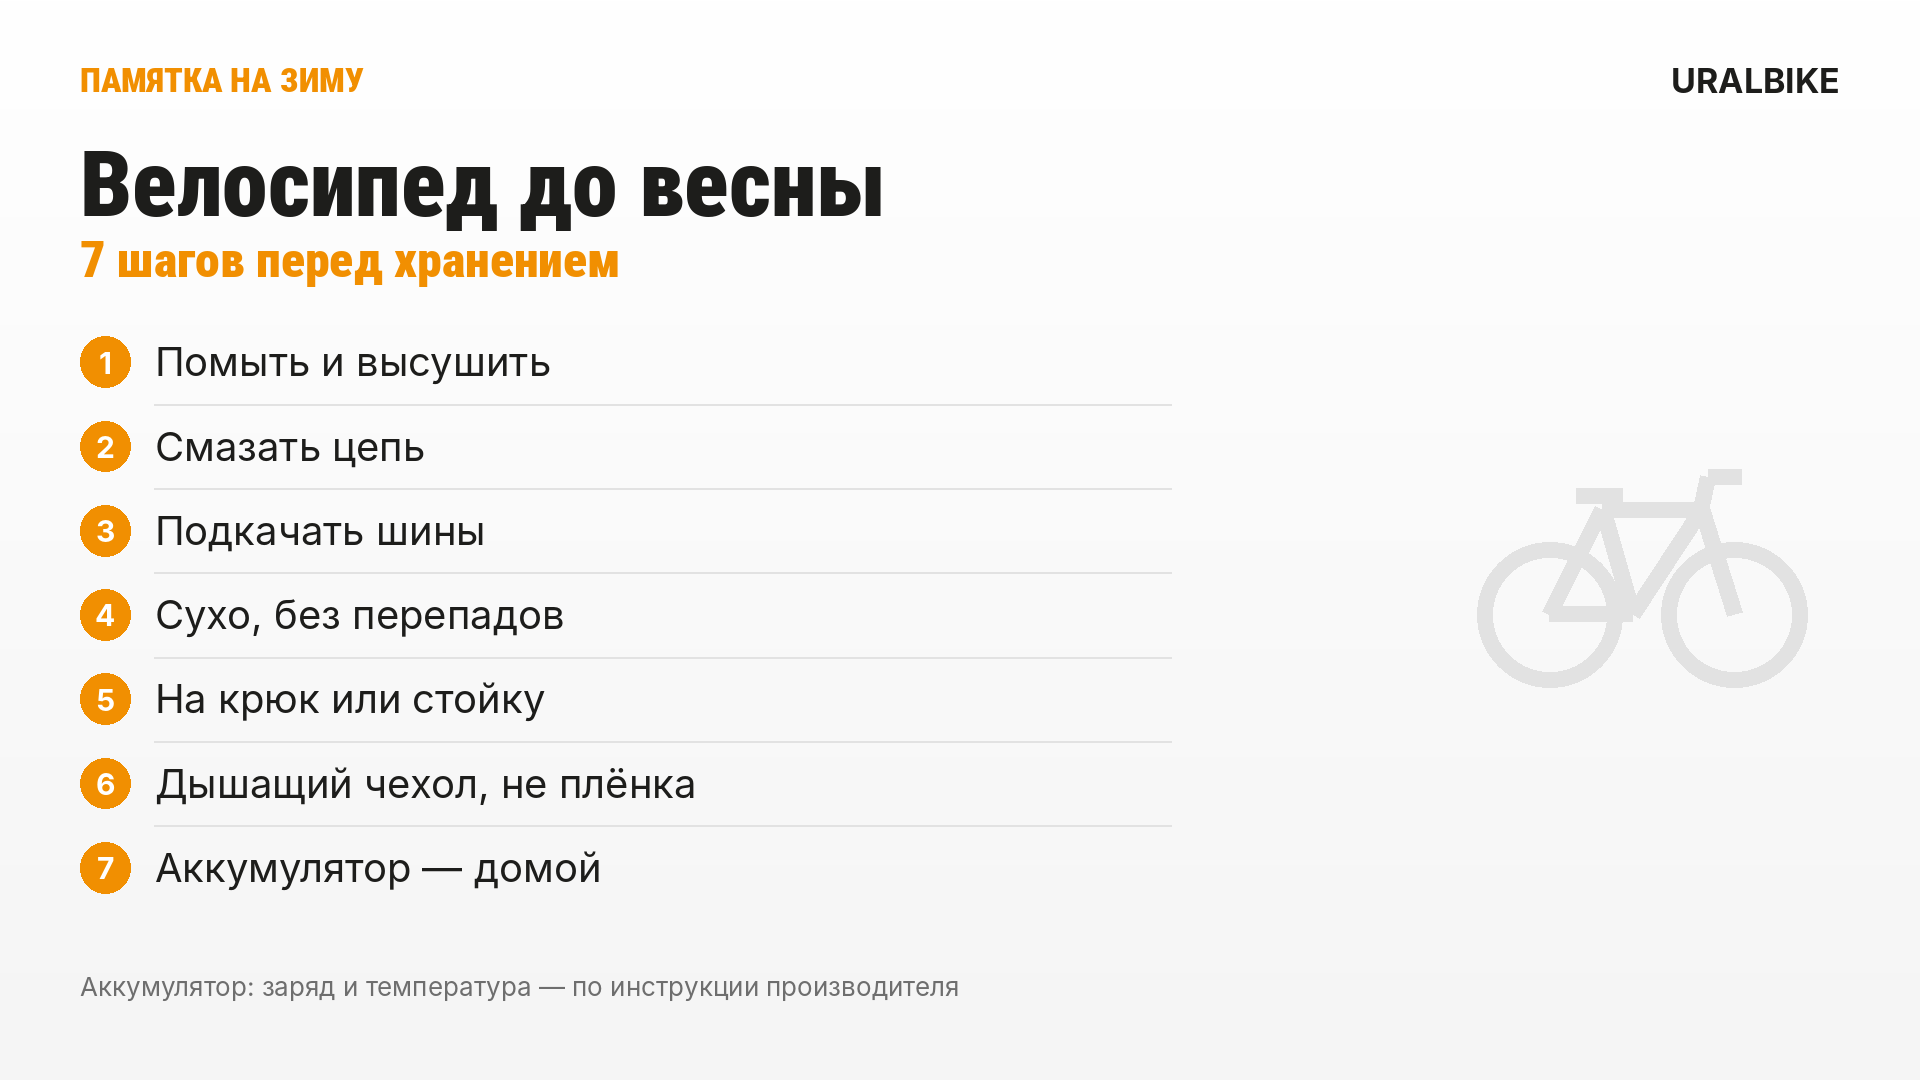 ПАМЯТКА НА ЗИМУ
URALBIKE
Велосипед до весны
7 шагов перед хранением
1 Помыть и высушить
2 Смазать цепь
3 Подкачать шины
4 Сухо, без перепадов
5 На крюк или стойку
6 Дышащий чехол, не плёнка
7 Аккумулятор — домой
Аккумулятор: заряд и температура — по инструкции производителя